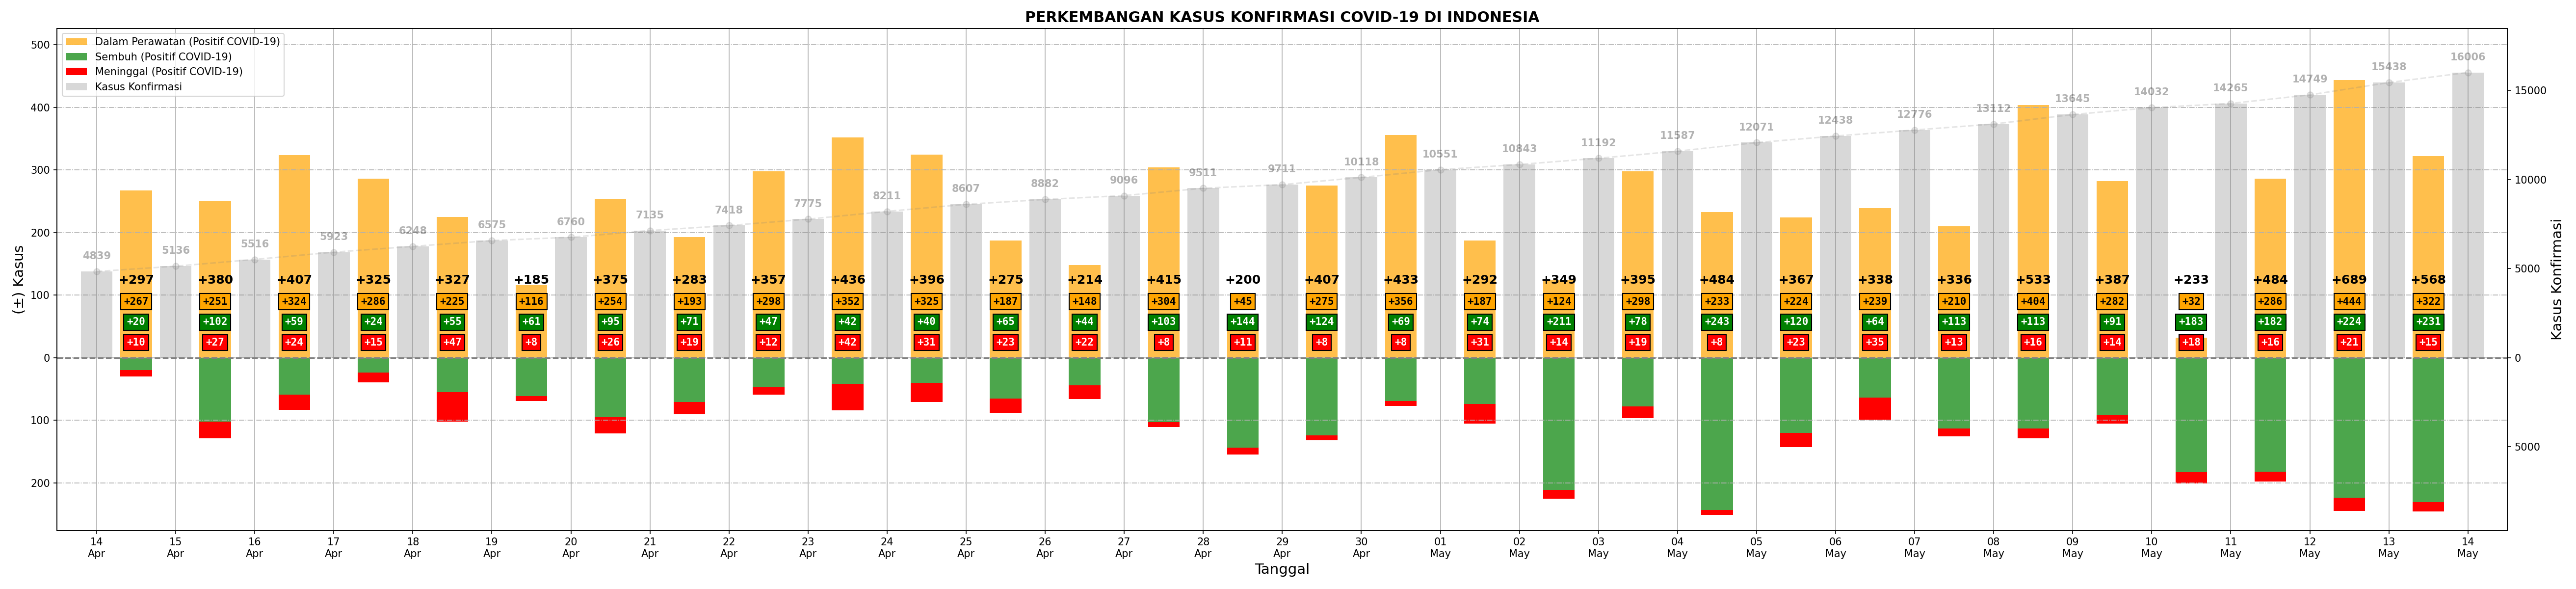 PERKEMBANGAN KASUS KONFIRMASI COVID-19 DI INDONESIA
Dalam Perawatan (Positif COVID-19)
Sembuh (Positif COVID-19)
Meninggal (Positif COVID-19)
Kasus Konfirmasi
500
400
300
200
100
0
100
200
(±) Kasus
4839 5136 5516 5923 6248 6575 6760 7135 7418 7775 8211 8607 8882 9096 9511 9711 10118 10551 10843 11192 11587 12071 12438 12776 13112 13645 14032 14265 14749 15438 16006
+297 +380 +407 +325 +327 +185 +375 +283 +357 +436 +396 +275 +214 +415 +200 +407 +433 +292 +349 +395 +484 +367 +338 +336 +533 +387 +233 +484 +689 +568
+267 +251 +324 +286 +225 +116 +254 +193 +298 +352 +325 +187 +148 +304 +45 +275 +356 +187 +124 +298 +233 +224 +239 +210 +404 +282 +32 +286 +444 +322
+20 +102 +59 +24 +55 +61 +95 +71 +47 +42 +40 +65 +44 +103 +144 +124 +69 +74 +211 +78 +243 +120 +64 +113 +113 +91 +183 +182 +224 +231
+10 +27 +24 +15 +47 +8 +26 +19 +12 +42 +31 +23 +22 +8 +11 +8 +8 +31 +14 +19 +8 +23 +35 +13 +16 +14 +18 +16 +21 +15
15000
10000
5000
0
5000
Kasus Konfirmasi
14 15 16 17 18 19 20 21 22 23 24 25 26 27 28 29 30 01 02 03 04 05 06 07 08 09 10 11 12 13 14
Apr Apr Apr Apr Apr Apr Apr Apr Apr Apr Apr Apr Apr Apr Apr Apr Apr May May May May May May May May May May May May May May
Tanggal